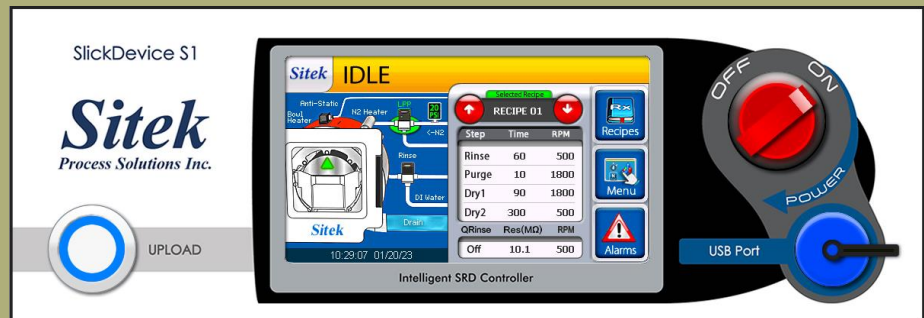 SlickDevice S1
Sitek
Process Solutions Inc.
UPLOAD
Sitek IDLE
Anti-Static
Bowl
Heater
N2 Heater
LPP
20
PSI
<-N2
Rinse
DI Water
Drain
Sitek
10:29:07 01/20/23
Selected Recipe
RECIPE 01
Step Time RPM
Rinse 60 500
Purge 10 1800
Dry1 90 1800
Dry2 300 500
QRinse Res(MΩ) RPM
Off 10.1 500
Rx
Recipes
Menu
Alarms
Intelligent SRD Controller
OFF
ON
POWER
USB Port